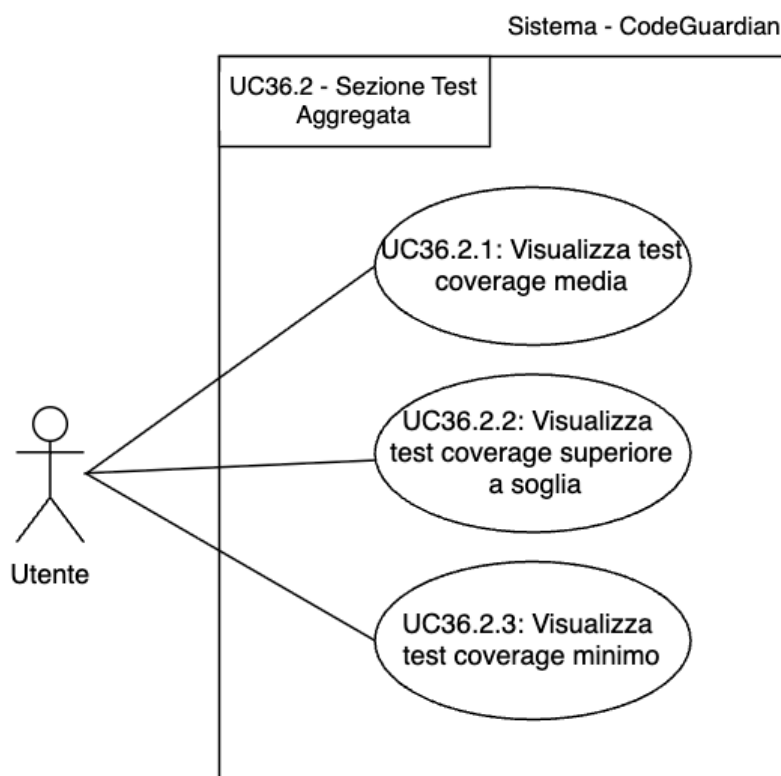 Sistema - CodeGuardian
UC36.2 - Sezione Test
Aggregata
UC36.2.1: Visualizza test
coverage media
UC36.2.2: Visualizza
test coverage superiore
a soglia
Utente
UC36.2.3: Visualizza
test coverage minimo